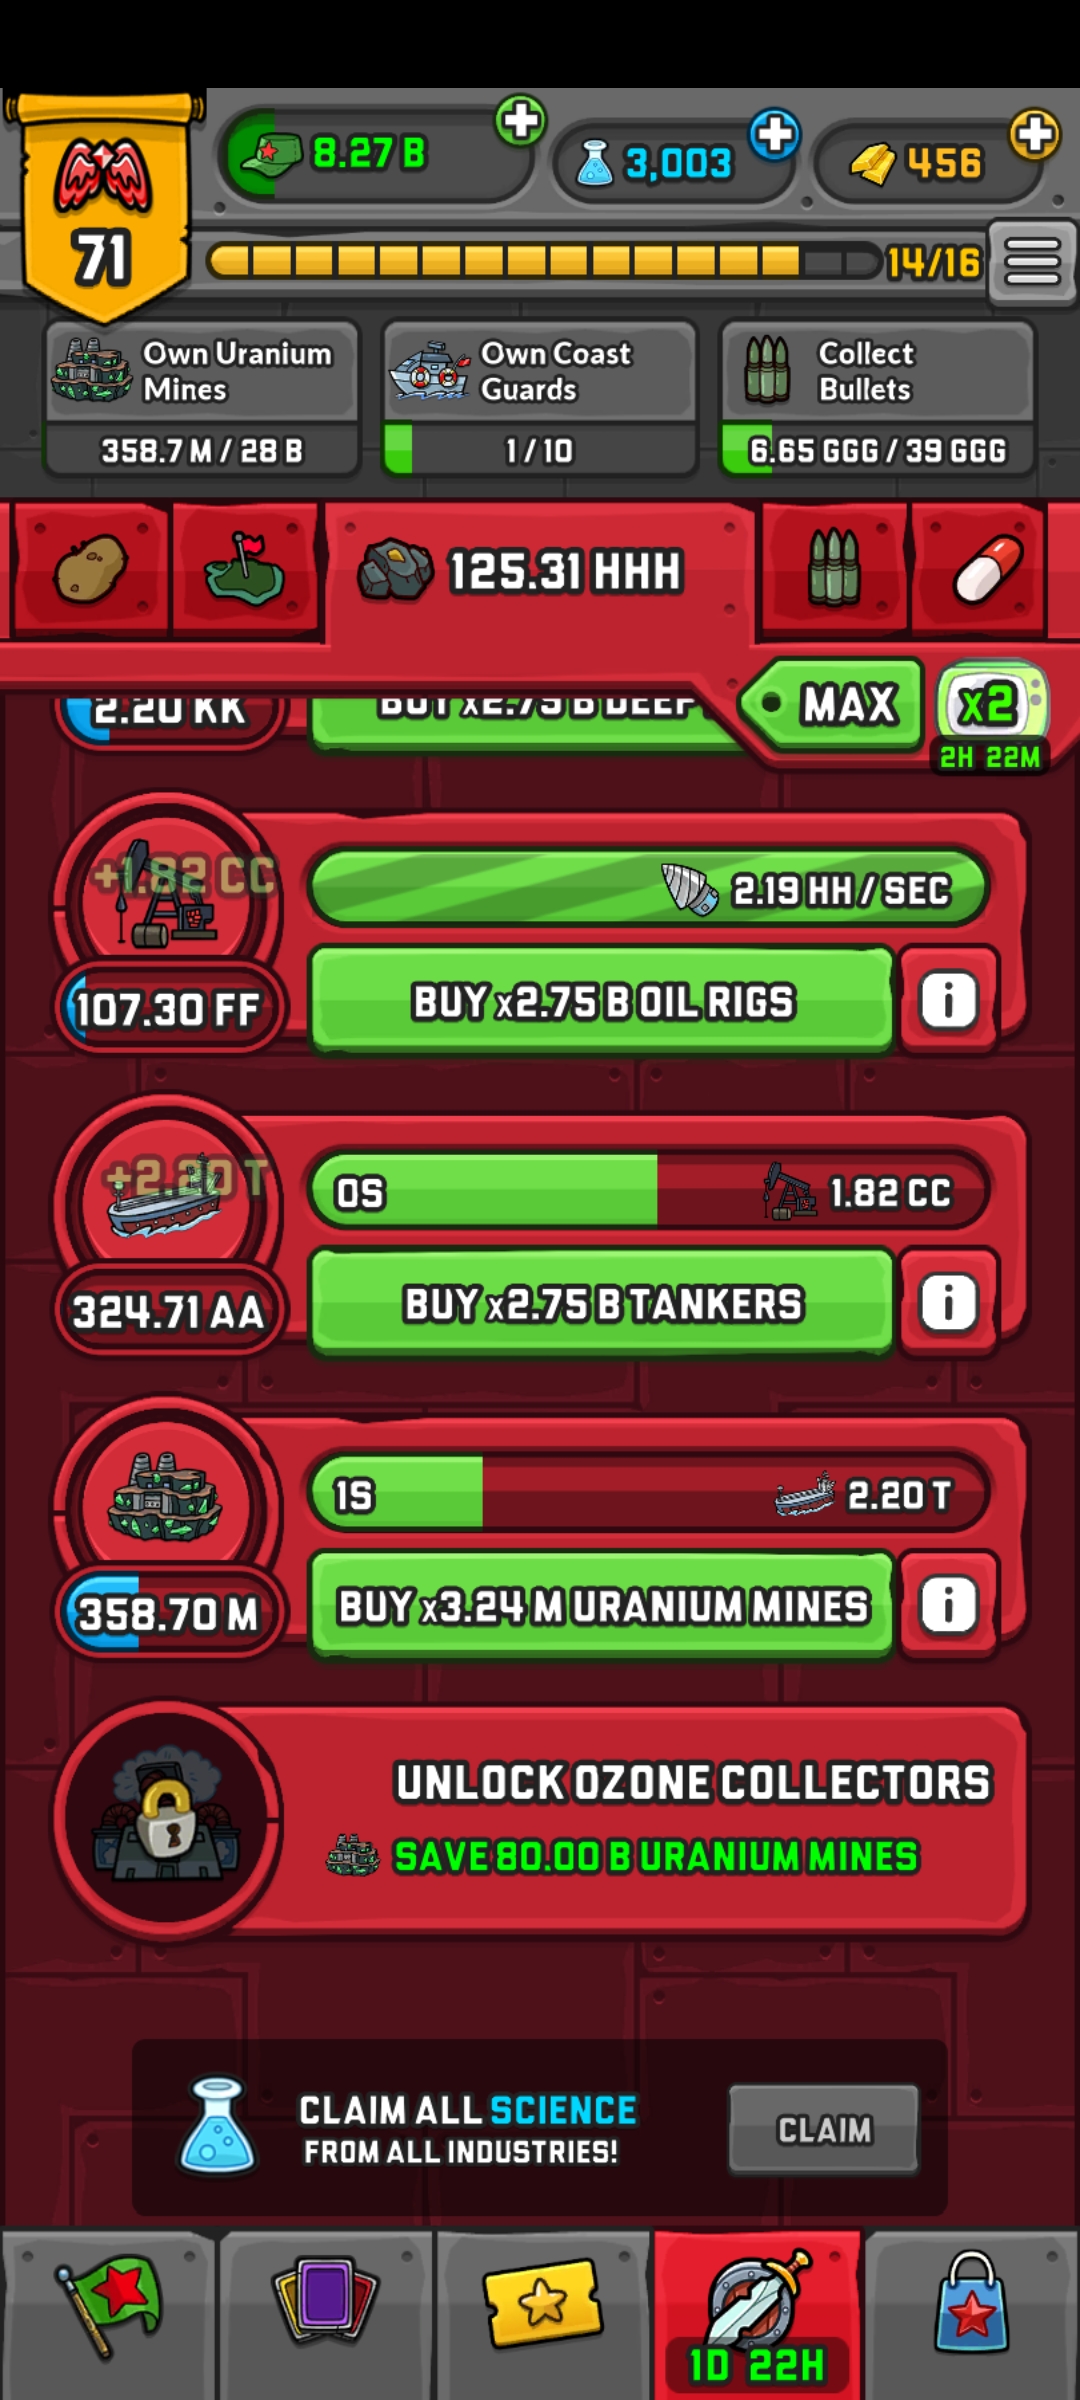 71
8.27 B
3,003
456
14/16
Own Uranium
Mines
358.7 M / 28 B
Own Coast
Guards
1 / 10
Collect
Bullets
6.65 GGG / 39 GGG
125.31 HHH
MAX
x2
2H 22M
2.20 KK
BUY x2.75 B DEEP
+1.82 CC
2.19 HH / SEC
107.30 FF
BUY x2.75 B OIL RIGS
i
+2.20 T
0S
1.82 CC
324.71 AA
BUY x2.75 B TANKERS
i
1S
2.20 T
358.70 M
BUY x3.24 M URANIUM MINES
i
UNLOCK OZONE COLLECTORS
SAVE 80.00 B URANIUM MINES
CLAIM ALL SCIENCE
FROM ALL INDUSTRIES!
CLAIM
1D 22H